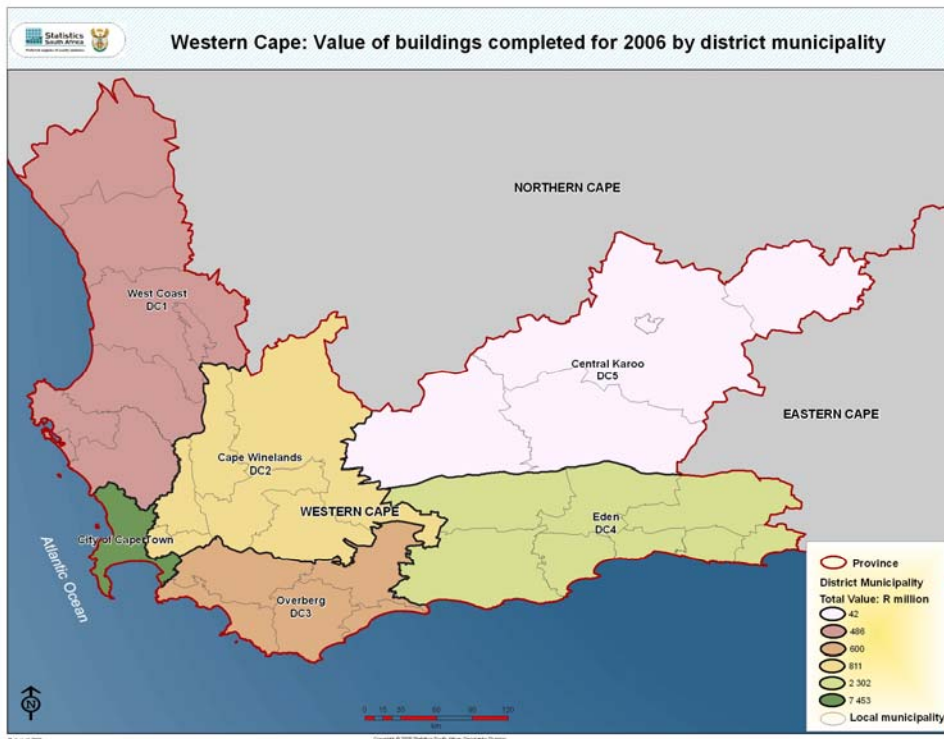 Statistics
South Africa
Western Cape: Value of buildings completed for 2006 by district municipality
NORTHERN CAPE
West Coast
DC1
Central Karoo
DC5
EASTERN CAPE
Cape Winelands
DC2
WESTERN CAPE
Eden
DC4
City of Cape Town
Overberg
DC3
Atlantic Ocean
Province
District Municipality
Total Value: R million
42
486
600
811
2 302
7 453
Local municipality
N
0 15 30 60 90 120
km